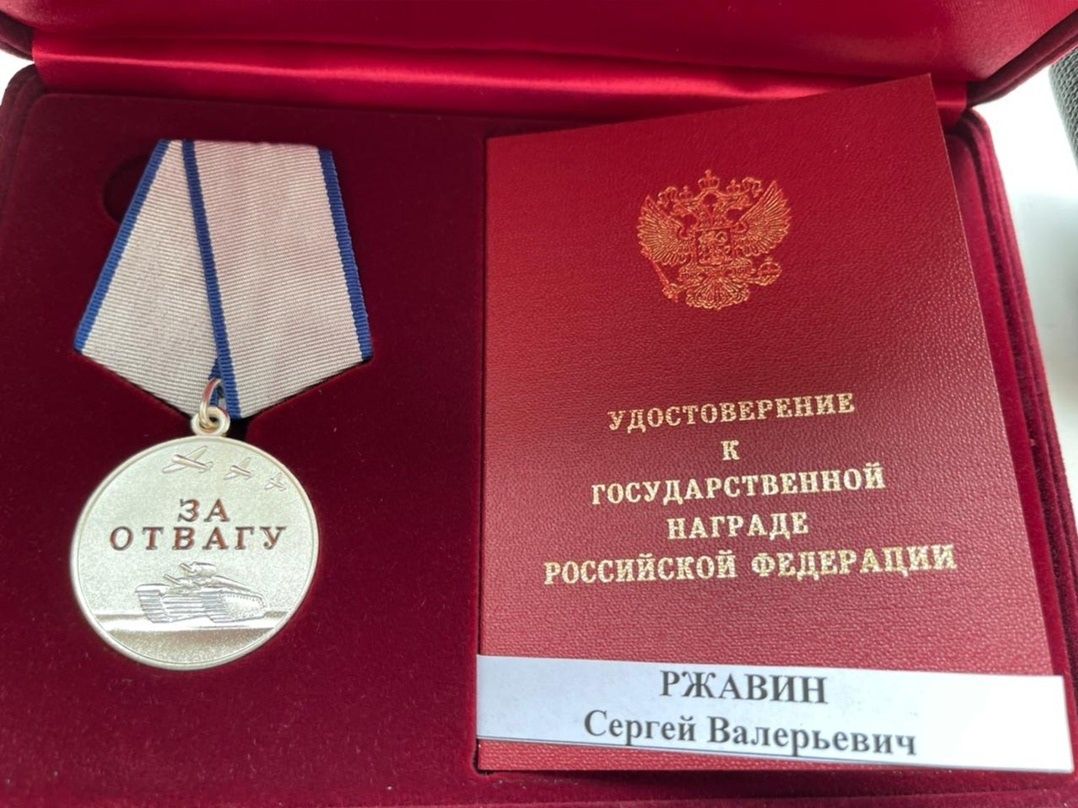 ЗА
ОТВАГУ
УДОСТОВЕРЕНИЕ
К
ГОСУДАРСТВЕННОЙ
НАГРАДЕ
РОССИЙСКОЙ ФЕДЕРАЦИИ
РЖАВИН
Сергей Валерьевич